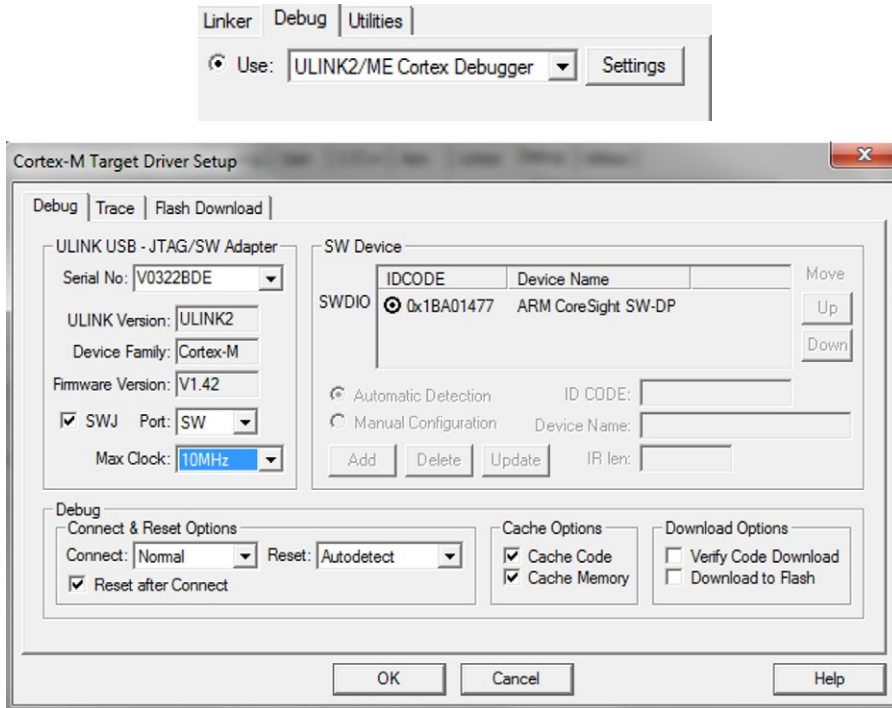 Linker Debug Utilities
Use: ULINK2/ME Cortex Debugger Settings
Cortex-M Target Driver Setup
Debug Trace Flash Download
ULINK USB - JTAG/SW Adapter
Serial No: V0322BDE
ULINK Version: ULINK2
Device Family: Cortex-M
Firmware Version: V1.42
SWJ Port: SW
Max Clock: 10MHz
SW Device
IDCODE Device Name Move
SWDIO 0x1BA01477 ARM CoreSight SW-DP Up
Down
Automatic Detection ID CODE:
Manual Configuration Device Name:
Add Delete Update IR len:
Debug
Connect & Reset Options
Connect: Normal Reset: Autodetect
Reset after Connect
Cache Options
Cache Code
Cache Memory
Download Options
Verify Code Download
Download to Flash
OK Cancel Help